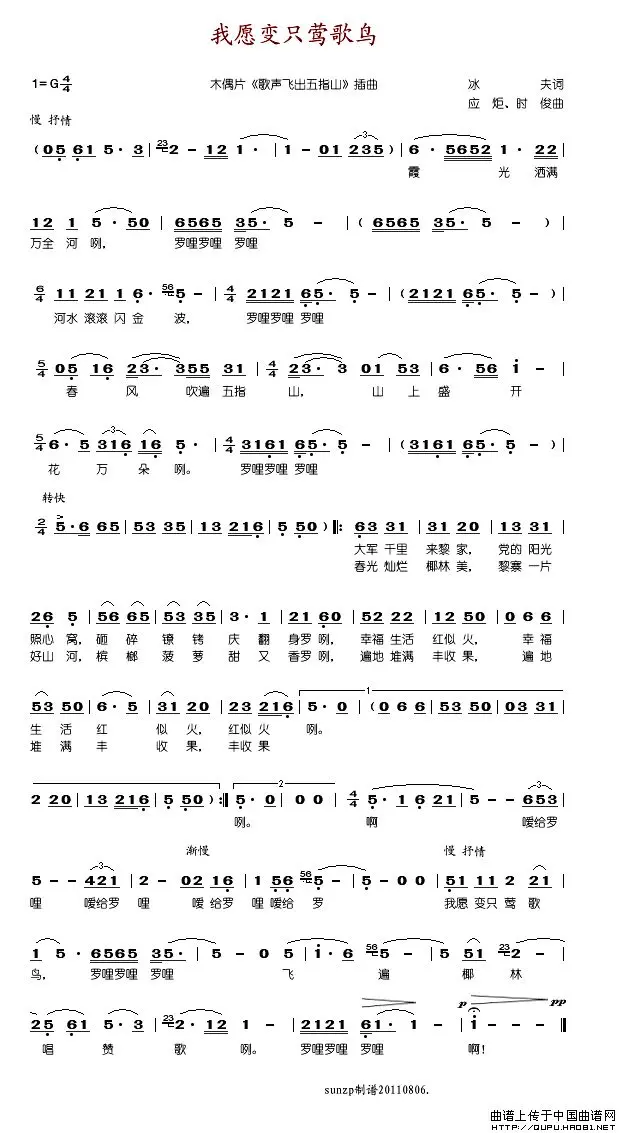 我愿变只莺歌鸟
1=G 4/4 木偶片《歌声飞出五指山》插曲 冰 夫词
应 炬、时 俊曲
慢 抒情
(05 61 5· 3 | 23 2 - 12 1· | 1 - 01 235) | 6· 5652 1· 22 |
霞 光 洒满
12 1 5· 50 | 6565 35· 5 - | (6565 35· 5 -) |
万全 河 咧， 罗哩罗哩 罗哩
6/4 11 21 1 6· 56 5 - | 4/4 2121 65· 5 - | (2121 65· 5 -) |
河水 滚滚 闪 金 波， 罗哩罗哩 罗哩
5/4 05 16 23· 355 31 | 4/4 23· 3 01 53 | 6· 56 i - |
春 风 吹遍 五指 山， 山 上 盛 开
5/4 6· 5 316 16 5· | 4/4 3161 65· 5 - | (3161 65· 5 -) |
花 万 朵 咧。 罗哩罗哩 罗哩
转快
2/4 5·6 65 | 53 35 | 13 216 | 5 50) |: 63 31 | 31 20 | 13 31 |
大军 千里 来黎 家， 党的 阳光
春光 灿烂 椰林 美， 黎寨 一片
26 5 | 56 65 | 53 35 | 3· 1 | 21 60 | 52 22 | 12 50 | 0 6 6 |
照心 窝， 砸 碎 镣 铐 庆 翻 身罗 咧， 幸福 生活 红似 火， 幸 福
好山 河， 槟 榔 菠 萝 甜 又 香罗 咧， 遍地 堆满 丰收 果， 遍 地
53 50 | 6· 5 | 31 20 | 23 216 | 1 5· 0 | (0 6 6 | 53 50 | 03 31 |
生 活 红 似 火， 红似 火 咧。
堆 满 丰 收 果， 丰收 果
2 20 | 13 216 | 5 50) :| 2 5· 0 | 0 0 | 4/4 5· 1 6 21 | 5 - - 653 |
咧。 啊 嗳给罗
渐慢 慢 抒情
5 - - 421 | 2 - 02 16 | 1 56 56 5 - | 5 - 0 0 | 51 11 2 21 |
哩 嗳给罗 哩 嗳 给罗 哩 嗳给 罗 我愿 变只 莺 歌
1 5· 6565 35· | 5 - 0 5 | i· 6 56 5 - | 5 51 23 2 - |
鸟， 罗哩罗哩 罗哩 飞 遍 椰 林
25 61 5· 3 | 23 2· 12 1 - | 2121 61· 1 - | p 1 - - - pp ‖
唱 赞 歌 咧。 罗哩罗哩 罗哩 啊！
sunzp制谱20110806.
曲谱上传于中国曲谱网
HTTP://QUPU.HAO81.NET